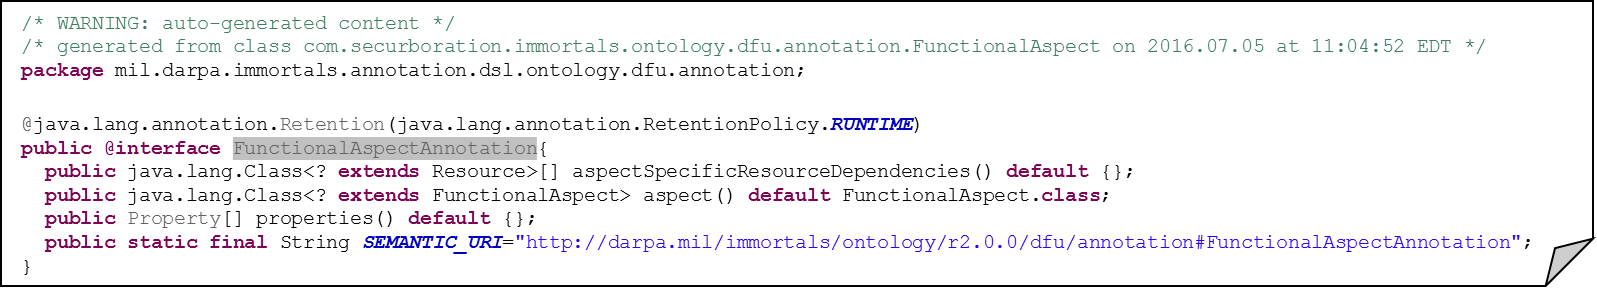 /* WARNING: auto-generated content */
/* generated from class com.securboration.immortals.ontology.dfu.annotation.FunctionalAspect on 2016.07.05 at 11:04:52 EDT */
package mil.darpa.immortals.annotation.dsl.ontology.dfu.annotation;
@java.lang.annotation.Retention(java.lang.annotation.RetentionPolicy.RUNTIME)
public @interface FunctionalAspectAnnotation{
  public java.lang.Class<? extends Resource>[] aspectSpecificResourceDependencies() default {};
  public java.lang.Class<? extends FunctionalAspect> aspect() default FunctionalAspect.class;
  public Property[] properties() default {};
  public static final String SEMANTIC_URI="http://darpa.mil/immortals/ontology/r2.0.0/dfu/annotation#FunctionalAspectAnnotation";
}